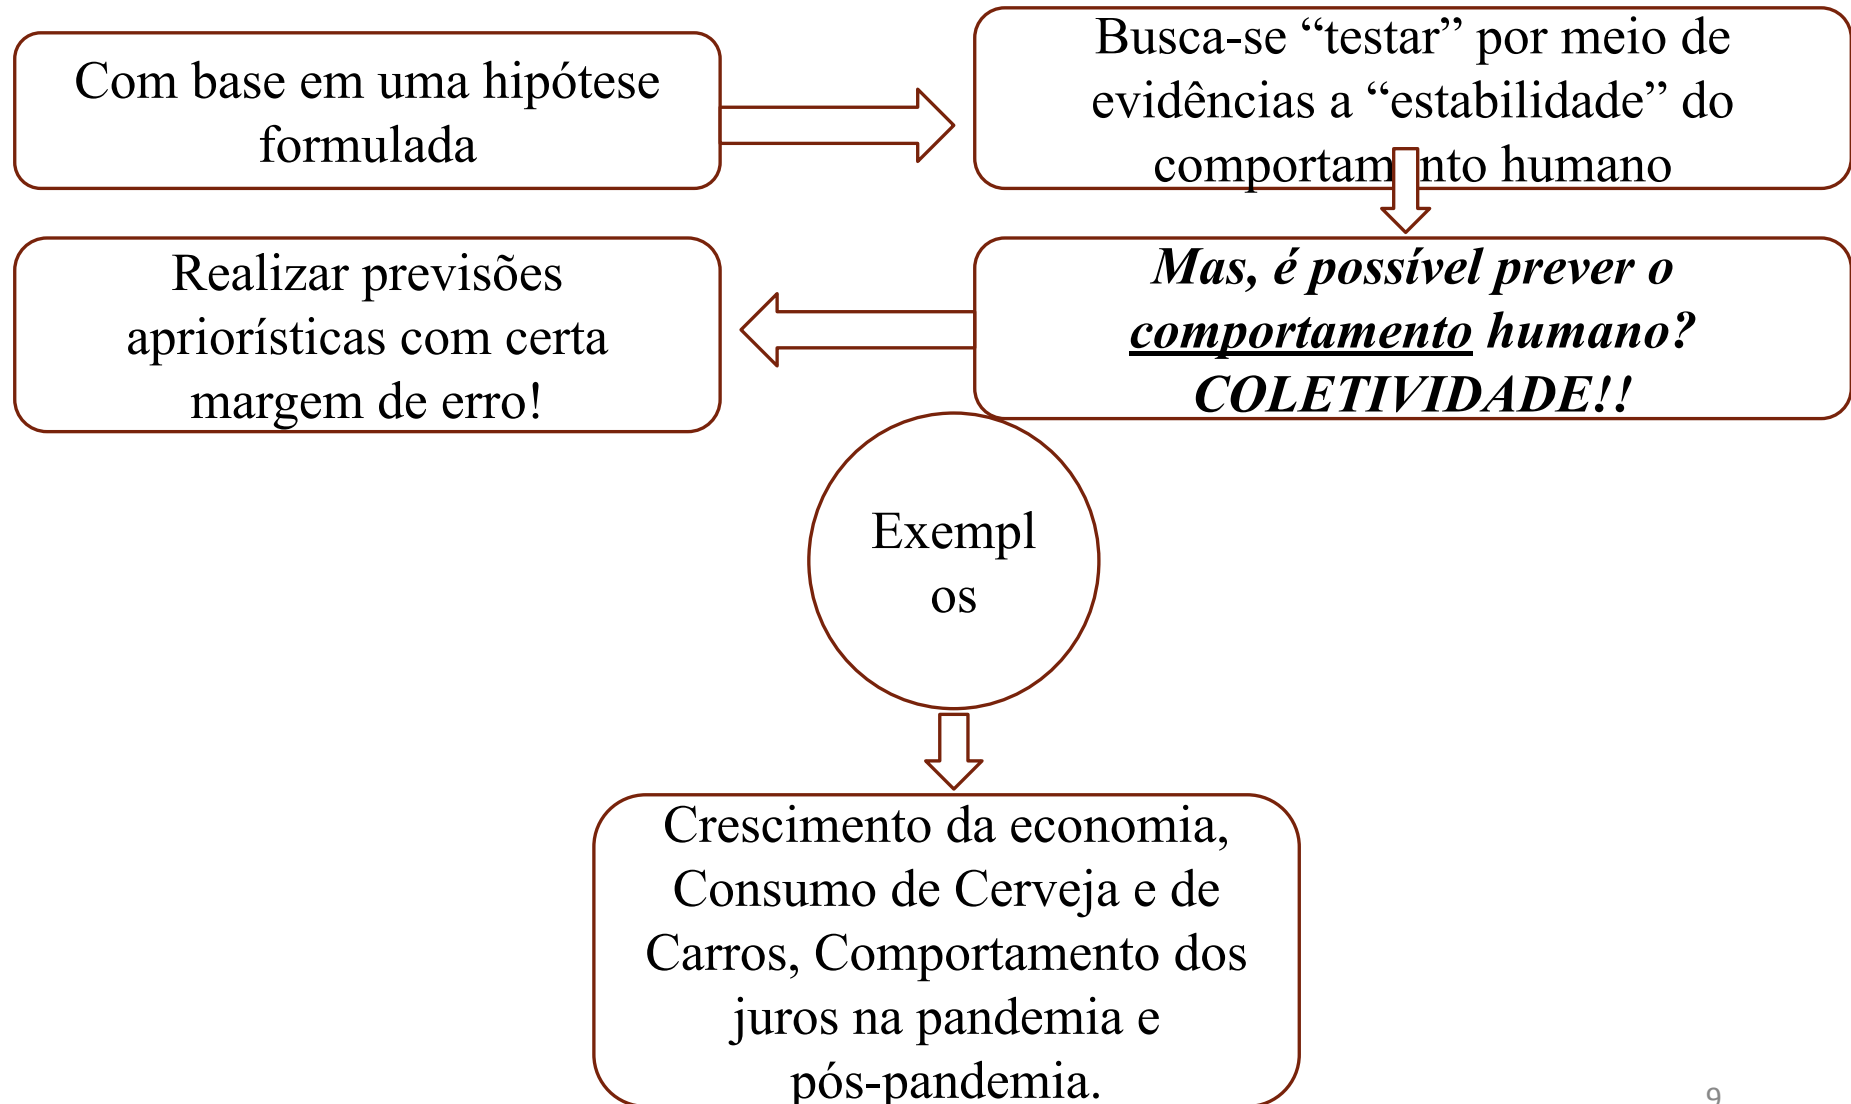 Com base em uma hipótese
formulada
Busca-se “testar” por meio de
evidências a “estabilidade” do
comportam nto humano
Mas, é possível prever o
comportamento humano?
COLETIVIDADE!!
Realizar previsões
apriorísticas com certa
margem de erro!
Exempl
os
Crescimento da economia,
Consumo de Cerveja e de
Carros, Comportamento dos
juros na pandemia e
pós-pandemia.
9